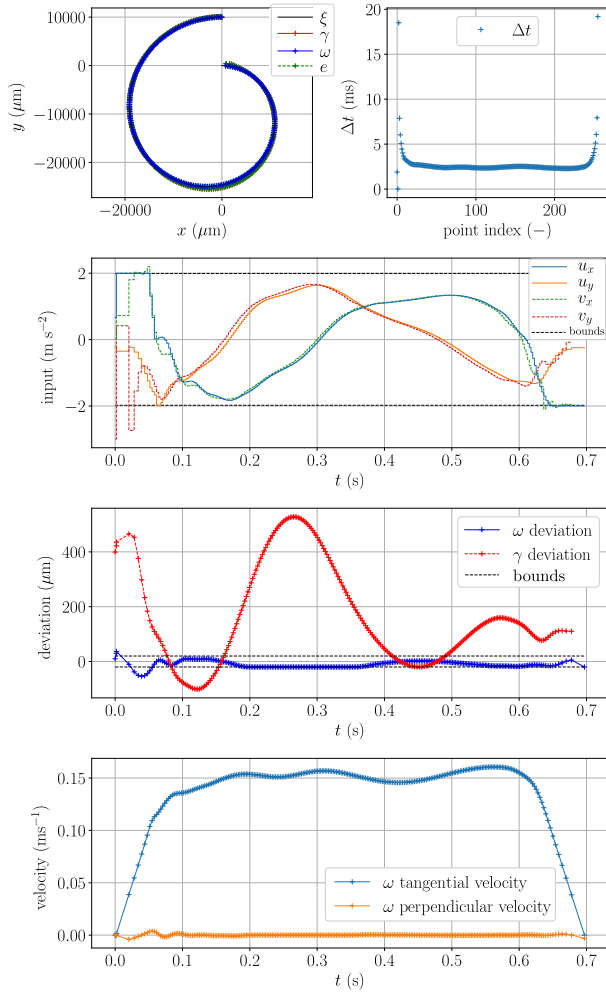 10000
0
−10000
−20000
y (μm)
−20000
0
x (μm)
ξ
γ
ω
e
20
15
10
5
0
Δt (ms)
Δt
0
100
200
point index (−)
2
0
−2
input (m s⁻²)
u_x
u_y
v_x
v_y
bounds
0.0 0.1 0.2 0.3 0.4 0.5 0.6 0.7
t (s)
400
200
0
deviation (μm)
ω deviation
γ deviation
bounds
0.0 0.1 0.2 0.3 0.4 0.5 0.6 0.7
t (s)
0.15
0.10
0.05
0.00
velocity (ms⁻¹)
ω tangential velocity
ω perpendicular velocity
0.0 0.1 0.2 0.3 0.4 0.5 0.6 0.7
t (s)